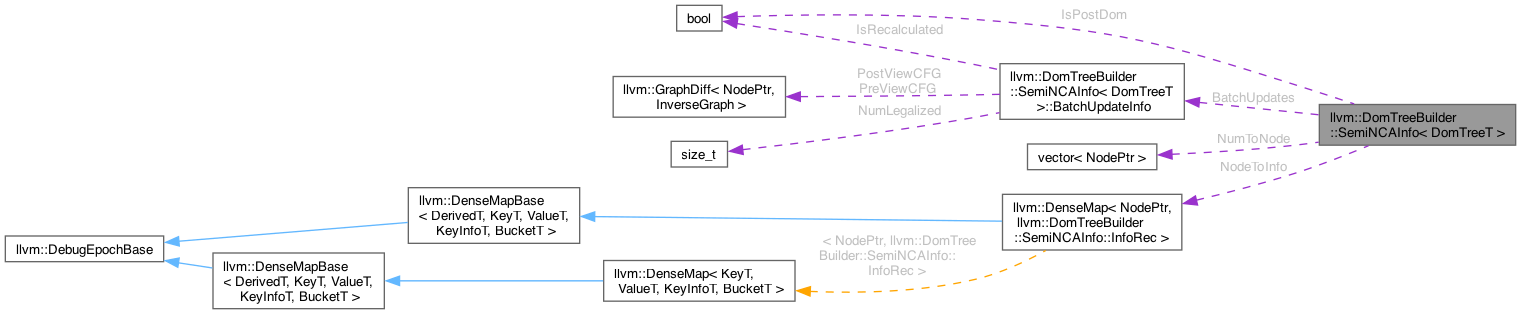 bool
IsPostDom
IsRecalculated
llvm::GraphDiff< NodePtr,
InverseGraph >
PostViewCFG
PreViewCFG
llvm::DomTreeBuilder
::SemiNCAInfo< DomTreeT
>::BatchUpdateInfo
BatchUpdates
llvm::DomTreeBuilder
::SemiNCAInfo< DomTreeT >
NumLegalized
size_t
NumToNode
vector< NodePtr >
NodeToInfo
llvm::DenseMapBase
< DerivedT, KeyT, ValueT,
KeyInfoT, BucketT >
llvm::DenseMap< NodePtr,
llvm::DomTreeBuilder
::SemiNCAInfo::InfoRec >
llvm::DebugEpochBase
< NodePtr, llvm::DomTree
Builder::SemiNCAInfo::
InfoRec >
llvm::DenseMapBase
< DerivedT, KeyT, ValueT,
KeyInfoT, BucketT >
llvm::DenseMap< KeyT,
ValueT, KeyInfoT, BucketT >